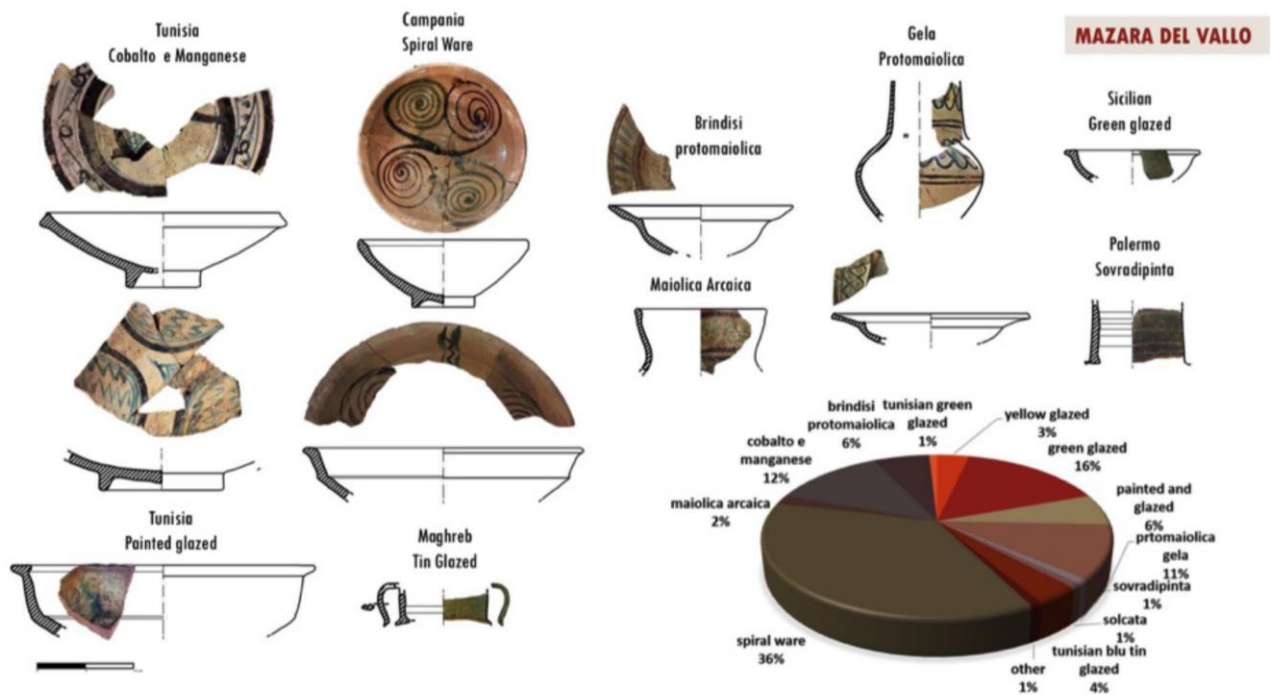 Tunisia
Cobalto e Manganese
Campania
Spiral Ware
Brindisi
protomaiolica
Gela
Protomaiolica
MAZARA DEL VALLO
Sicilian
Green glazed
Maiolica Arcaica
Palermo
Sovradipinta
Tunisia
Painted glazed
Maghreb
Tin Glazed
brindisi
protomaiolica
6%
tunisian green
glazed
1%
yellow glazed
3%
green glazed
16%
painted and
glazed
6%
prtomaiolica
gela
11%
sovradipinta
1%
solcata
1%
tunisian blu tin
glazed
4%
other
1%
spiral ware
36%
maiolica arcaica
2%
cobalto e
manganese
12%